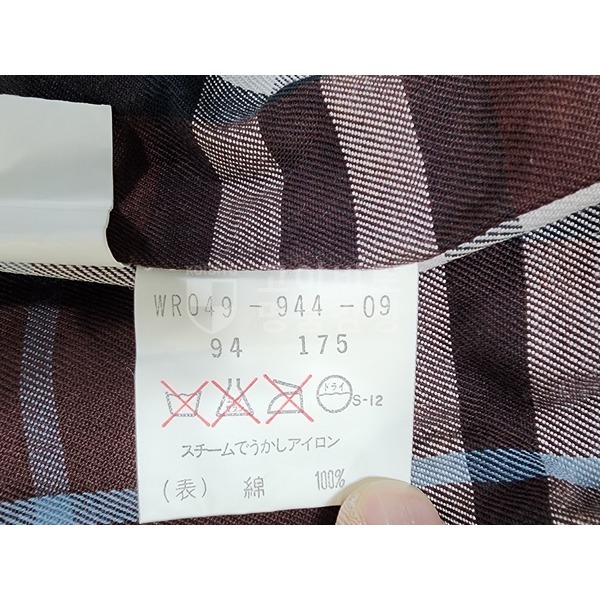 WR049-944-09
94 175
ドライ
S-12
スチームでうかしアイロン
(表) 綿 100%